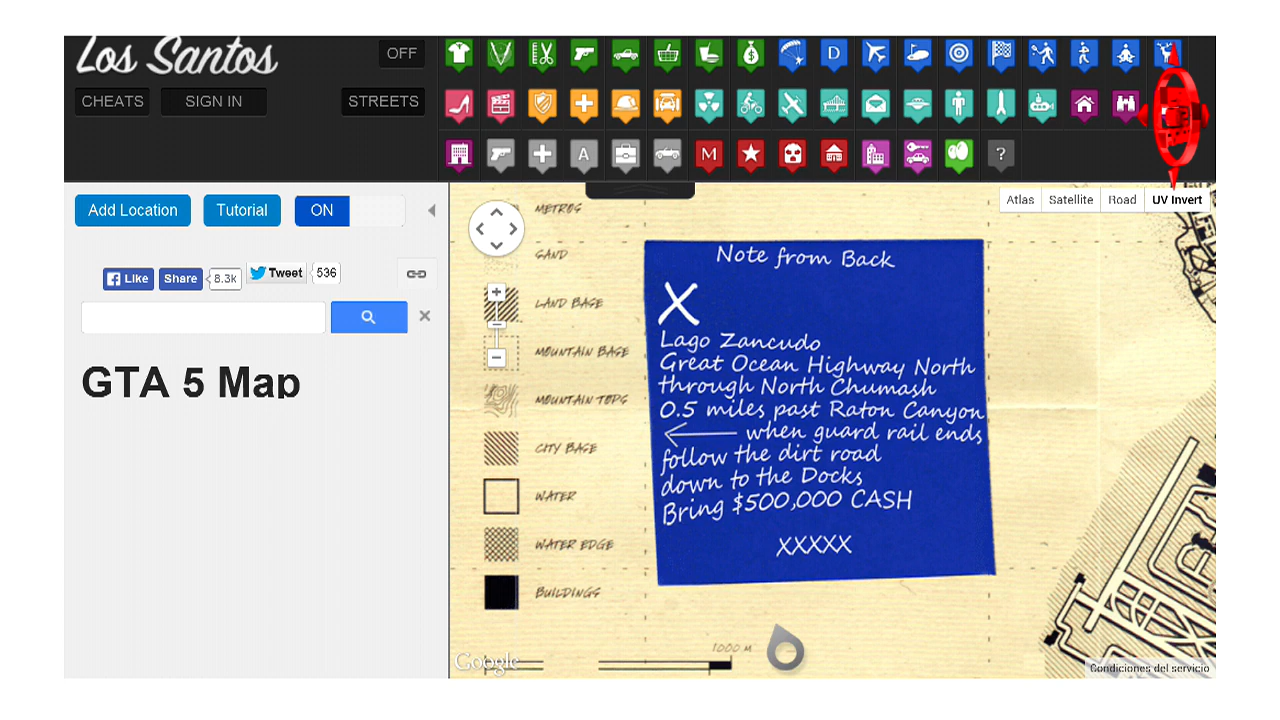 Los Santos
OFF
CHEATS
SIGN IN
STREETS
D
A
M
?
Add Location
Tutorial
ON
Like
Share
8.3k
Tweet
536
GTA 5 Map
Atlas
Satellite
Road
UV Invert
METROS
SAND
LAND BASE
MOUNTAIN BASE
MOUNTAIN TOPS
CITY BASE
WATER
WATER EDGE
BUILDINGS
Note from Back
X
Lago Zancudo
Great Ocean Highway North
through North Chumash
0.5 miles past Raton Canyon
when guard rail ends
follow the dirt road
down to the Docks
Bring $500,000 CASH
XXXXX
1000 M
Google
Condiciones del servicio